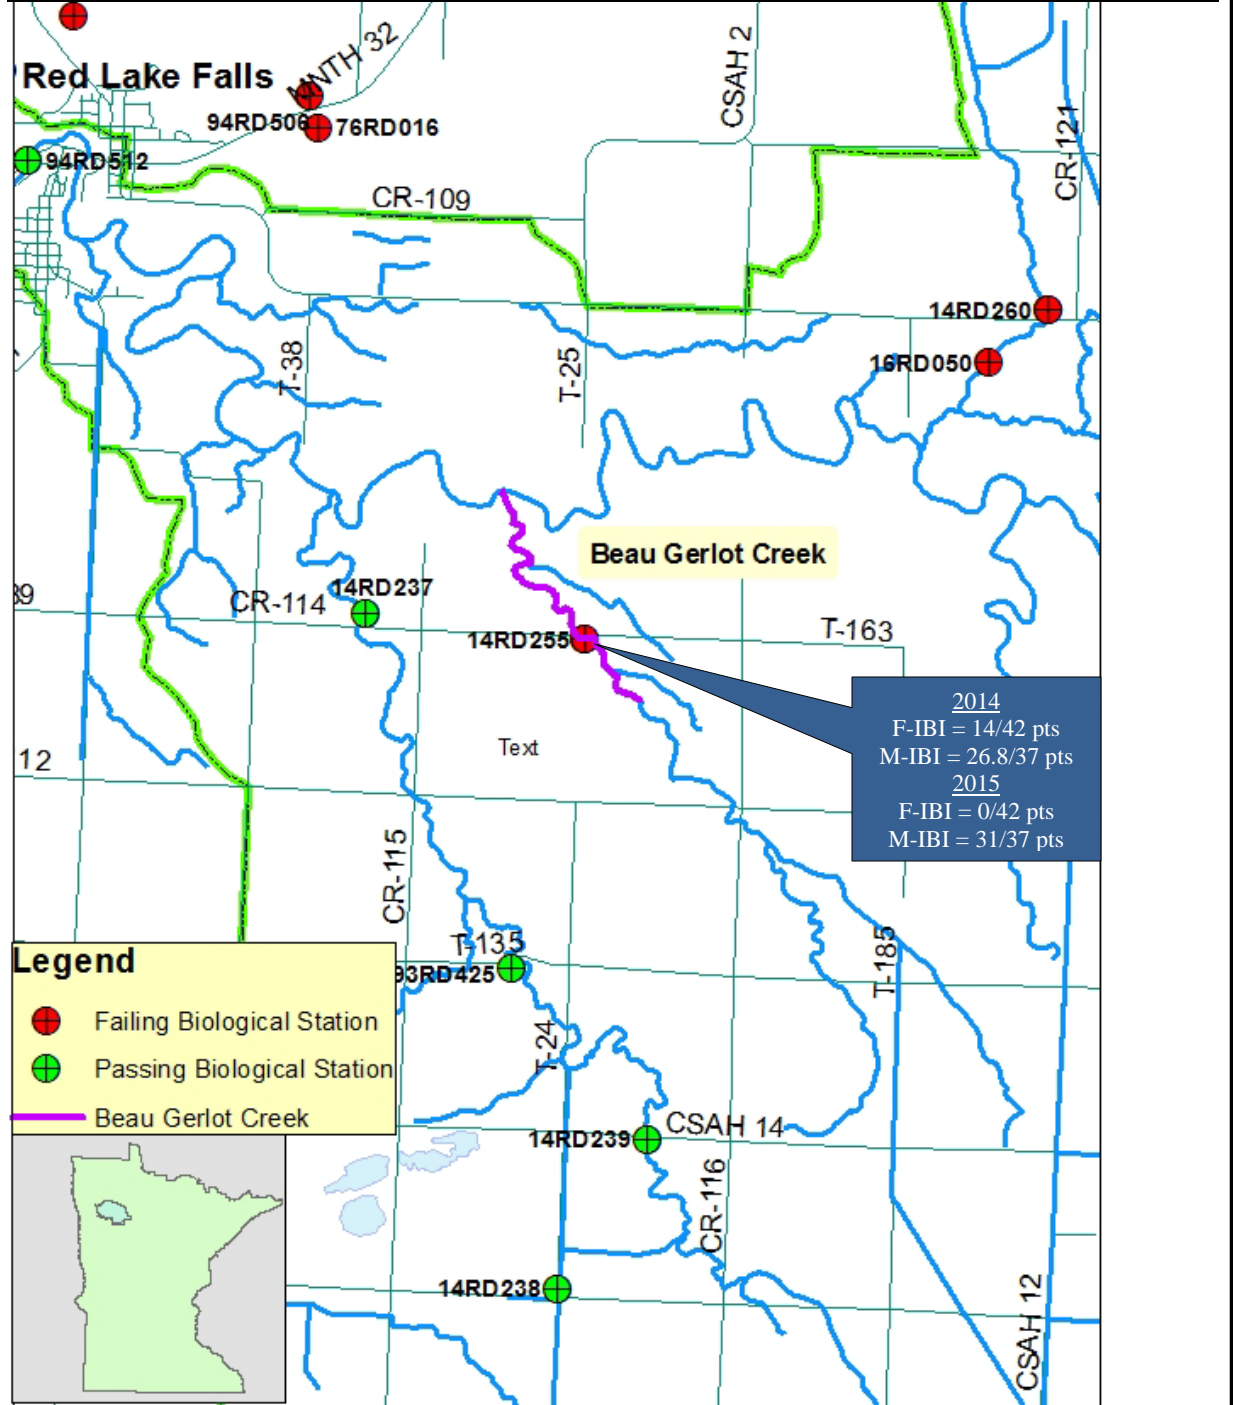 MNTH 32
CSAH 2
Red Lake Falls
94RD506
76RD016
CR-121
94RD512
CR-109
14RD260
T-38
T-25
16RD050
Beau Gerlot Creek
14RD237
39
CR-114
14RD255
T-163
2014
F-IBI = 14/42 pts
M-IBI = 26.8/37 pts
2015
F-IBI = 0/42 pts
M-IBI = 31/37 pts
Text
12
CR-115
T-135
93RD425
T-185
Legend
Failing Biological Station
Passing Biological Station
Beau Gerlot Creek
T-24
14RD239
CSAH 14
CR-116
14RD238
CSAH 12